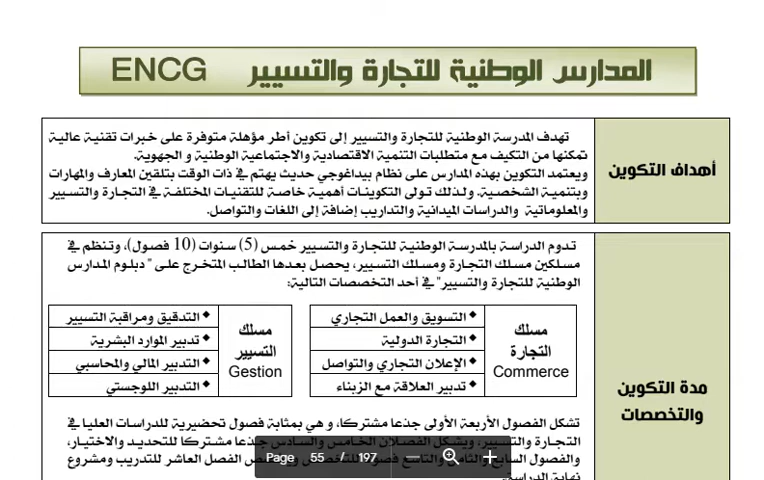 المدارس الوطنية للتجارة والتسيير ENCG
أهداف التكوين
تهدف المدرسة الوطنية للتجارة والتسيير إلى تكوين أطر مؤهلة متوفرة على خبرات تقنية عالية
تمكنها من التكيف مع متطلبات التنمية الاقتصادية والاجتماعية الوطنية و الجهوية.
ويعتمد التكوين بهذه المدارس على نظام بيداغوجي حديث يهتم في ذات الوقت بتلقين المعارف والمهارات
وبتنمية الشخصية. ولذلك تولى التكوينات أهمية خاصة للتقنيات المختلفة في التجارة والتسيير
والمعلوماتية والدراسات الميدانية والتداريب إضافة إلى اللغات والتواصل.
مدة التكوين
والتخصصات
تدوم الدراسة بالمدرسة الوطنية للتجارة والتسيير خمس (5) سنوات (10 فصول)، وتنظم في
مسلكين مسلك التجارة ومسلك التسيير، يحصل بعدها الطالب المتخرج على " دبلوم المدارس
الوطنية للتجارة والتسيير" في أحد التخصصات التالية:
مسلك
التجارة
Commerce
♦ التسويق والعمل التجاري
♦ التجارة الدولية
♦ الإعلان التجاري والتواصل
♦ تدبير العلاقة مع الزبناء
مسلك
التسيير
Gestion
♦ التدقيق ومراقبة التسيير
♦ تدبير الموارد البشرية
♦ التدبير المالي والمحاسبي
♦ التدبير اللوجستي
تشكل الفصول الأربعة الأولى جذعا مشتركا، و هي بمثابة فصول تحضيرية للدراسات العليا في
التجارة والتسيير، ويشكل الفصلان الخامس والسادس جذعا مشتركا للتحديد والاختيار،
والفصول السابع والثامن والتاسع فصولا للتخصص ويخصص الفصل العاشر للتدريب ومشروع
نهاية الدراسة.
Page 55 / 197